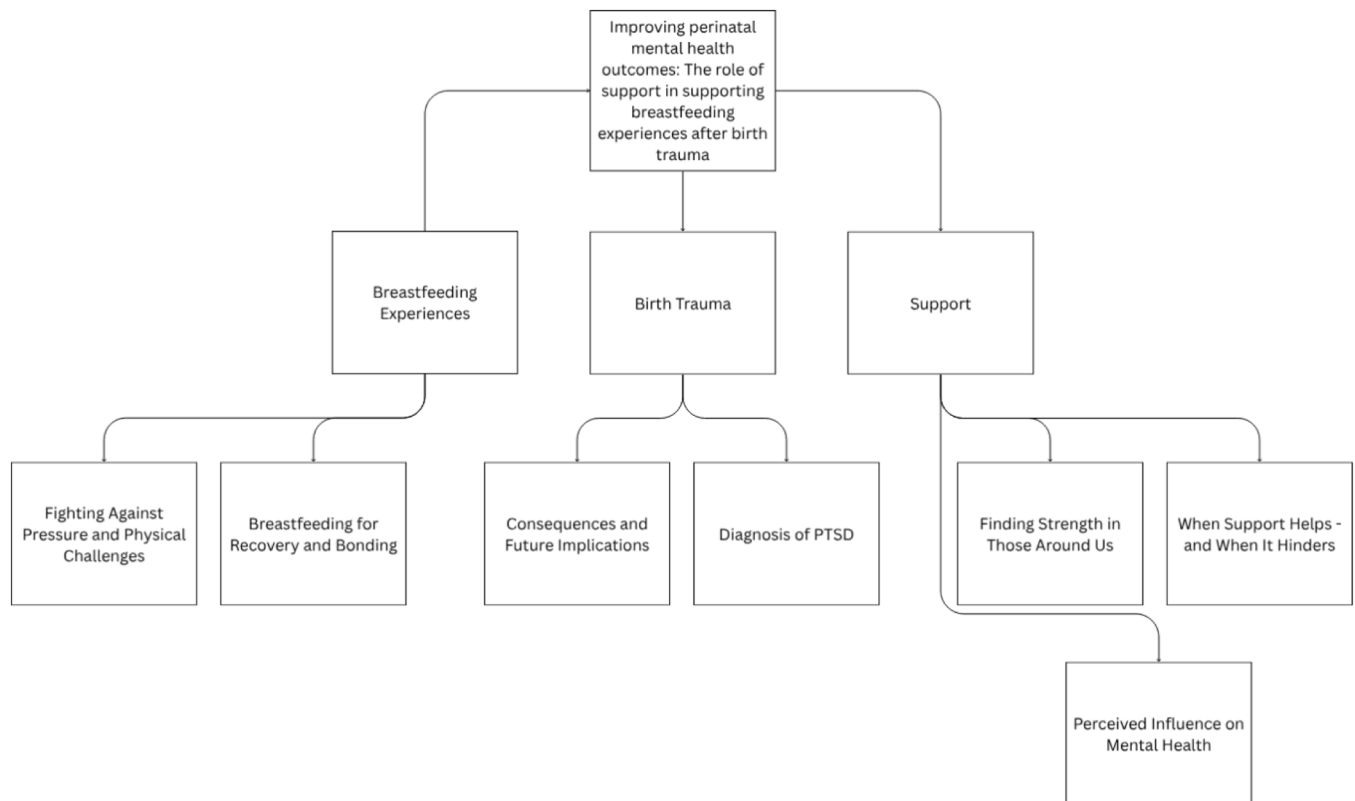 Improving perinatal
mental health
outcomes: The role of
support in supporting
breastfeeding
experiences after birth
trauma
Breastfeeding
Experiences
Birth Trauma
Support
Fighting Against
Pressure and Physical
Challenges
Breastfeeding for
Recovery and Bonding
Consequences and
Future Implications
Diagnosis of PTSD
Finding Strength in
Those Around Us
When Support Helps -
and When It Hinders
Perceived Influence on
Mental Health